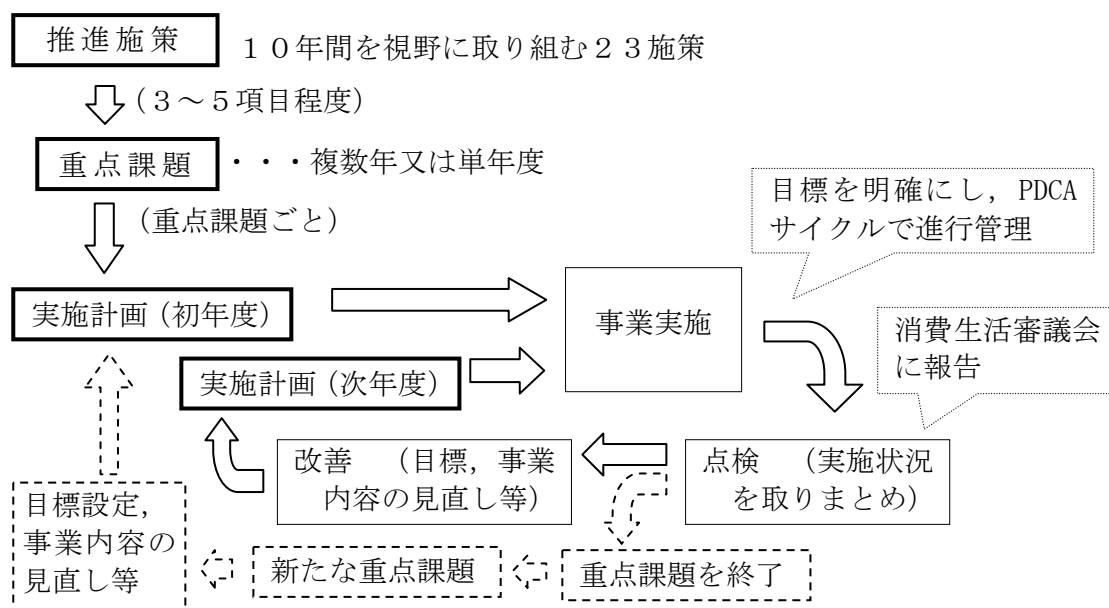 推進施策
１０年間を視野に取り組む２３施策
（３～５項目程度）
重点課題
・・・複数年又は単年度
（重点課題ごと）
目標を明確にし，PDCA
サイクルで進行管理
実施計画（初年度）
事業実施
消費生活審議会
に報告
実施計画（次年度）
改善　（目標，事業
内容の見直し等）
点検　（実施状況
を取りまとめ）
目標設定，
事業内容の
見直し等
新たな重点課題
重点課題を終了